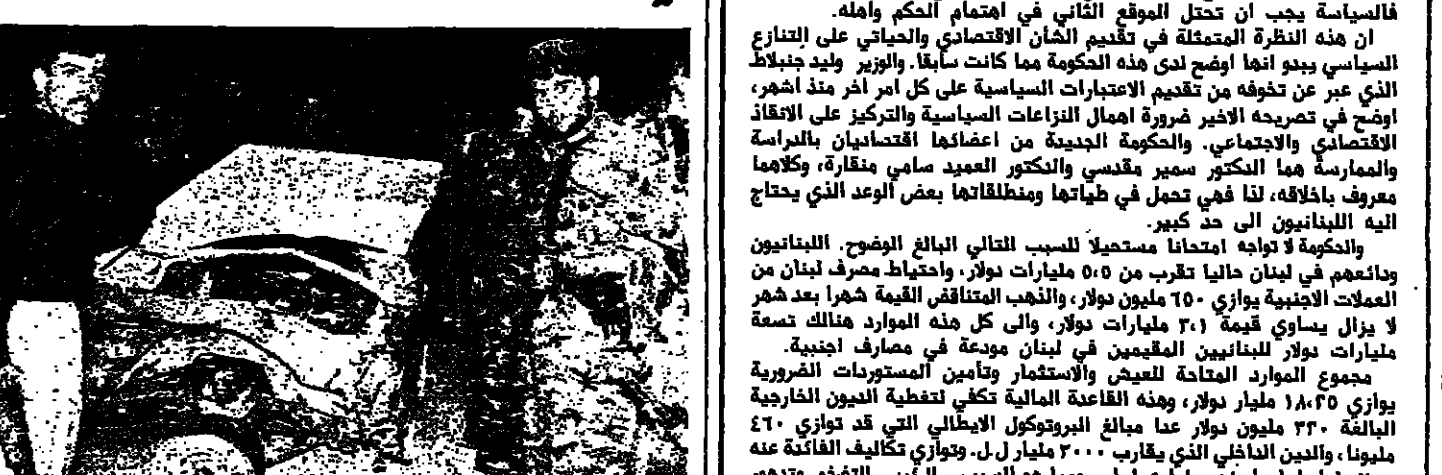 فالسياسة يجب ان تحتل الموقع الثاني في اهتمام الحكم واهله.
ان هذه النظرة المتمثلة في تقديم الشأن الاقتصادي والحياتي على التنازع
السياسي يبدو انها اوضح لدى هذه الحكومة مما كانت سابقا. والوزير وليد جنبلاط
الذي عبر عن تخوفه من تقديم الاعتبارات السياسية على كل امر آخر منذ اشهر،
اوضح في تصريحه الاخير ضرورة اهمال النزاعات السياسية والتركيز على الانقاذ
الاقتصادي والاجتماعي. والحكومة الجديدة من اعضائها اقتصاديان بالدراسة
والممارسة هما الدكتور سمير مقدسي والدكتور العميد سامي منقارة، وكلاهما
معروف باخلاقه، لذا فهي تحمل في طياتها ومنطلقاتها بعض الوعد الذي يحتاج
اليه اللبنانيون الى حد كبير.
والحكومة لا تواجه امتحانا مستحيلا للسبب التالي البالغ الوضوح. اللبنانيون
ودائعهم في لبنان حاليا تقرب من ٥،٥ مليارات دولار، واحتياط مصرف لبنان من
العملات الاجنبية يوازي ٦٥٠ مليون دولار، والذهب المتناقض القيمة شهرا بعد شهر
لا يزال يساوي قيمة ٣،١ مليارات دولار، والى كل هذه الموارد هنالك تسعة
مليارات دولار للبنانيين المقيمين في لبنان مودعة في مصارف اجنبية.
مجموع الموارد المتاحة للعيش والاستثمار وتأمين المستوردات الضرورية
يوازي ١٨،٢٥ مليار دولار، وهذه القاعدة المالية تكفي لتغطية الديون الخارجية
البالغة ٣٢٠ مليون دولار عدا مبالغ البروتوكول الايطالي التي قد توازي ٤٦٠
مليونا، والدين الداخلي الذي يقارب ٣٠٠٠ مليار ل.ل. وتوازي تكاليف الفائدة عنه